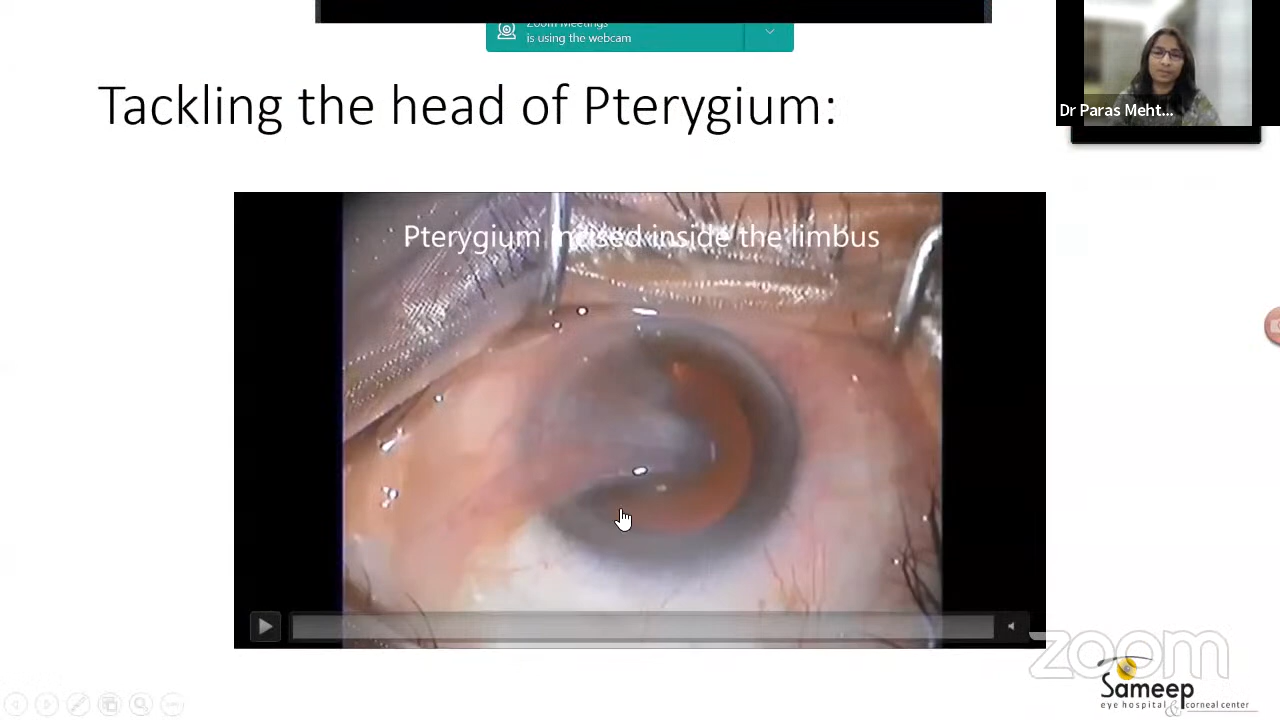 Zoom Meetings
is using the webcam
Dr Paras Meht...
Tackling the head of Pterygium:
Pterygium incised inside the limbus
zoom
Sameep
eye hospital & corneal center